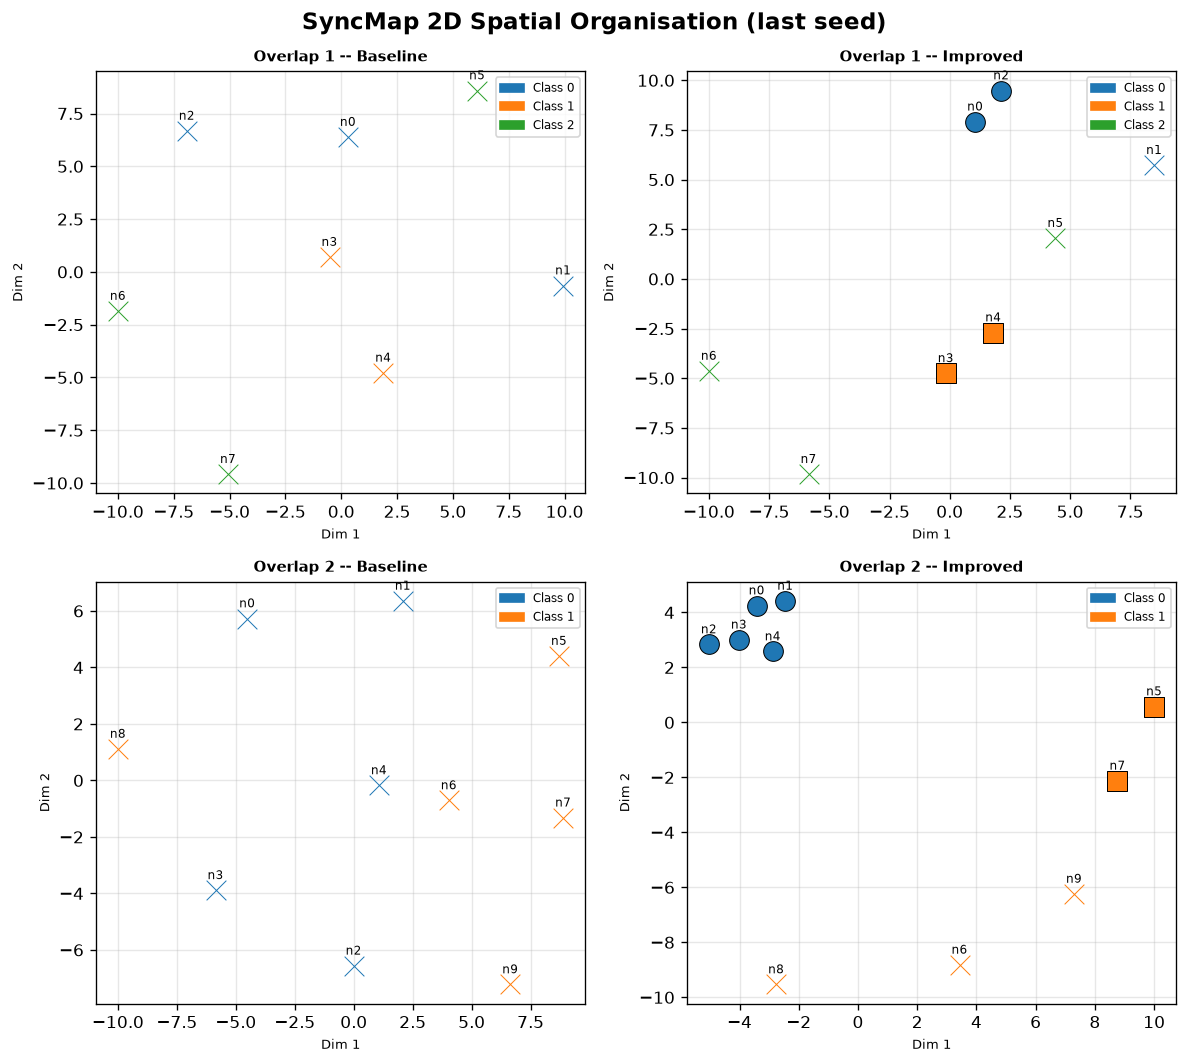 SyncMap 2D Spatial Organisation (last seed)
Overlap 1 -- Baseline
Class 0
Class 1
Class 2
n5
n2
n0
n3
n1
n6
n4
n7
7.5
5.0
2.5
0.0
−2.5
−5.0
−7.5
−10.0
Dim 2
−10.0 −7.5 −5.0 −2.5 0.0 2.5 5.0 7.5 10.0
Dim 1
Overlap 1 -- Improved
Class 0
Class 1
Class 2
n2
n0
n1
n5
n4
n3
n6
n7
10.0
7.5
5.0
2.5
0.0
−2.5
−5.0
−7.5
−10.0
Dim 2
−10.0 −7.5 −5.0 −2.5 0.0 2.5 5.0 7.5
Dim 1
Overlap 2 -- Baseline
Class 0
Class 1
n1
n0
n5
n8
n4
n6
n7
n3
n2
n9
6
4
2
0
−2
−4
−6
Dim 2
−10.0 −7.5 −5.0 −2.5 0.0 2.5 5.0 7.5
Dim 1
Overlap 2 -- Improved
Class 0
Class 1
n1
n0
n3
n2
n4
n5
n7
n9
n6
n8
4
2
0
−2
−4
−6
−8
−10
Dim 2
−4 −2 0 2 4 6 8 10
Dim 1